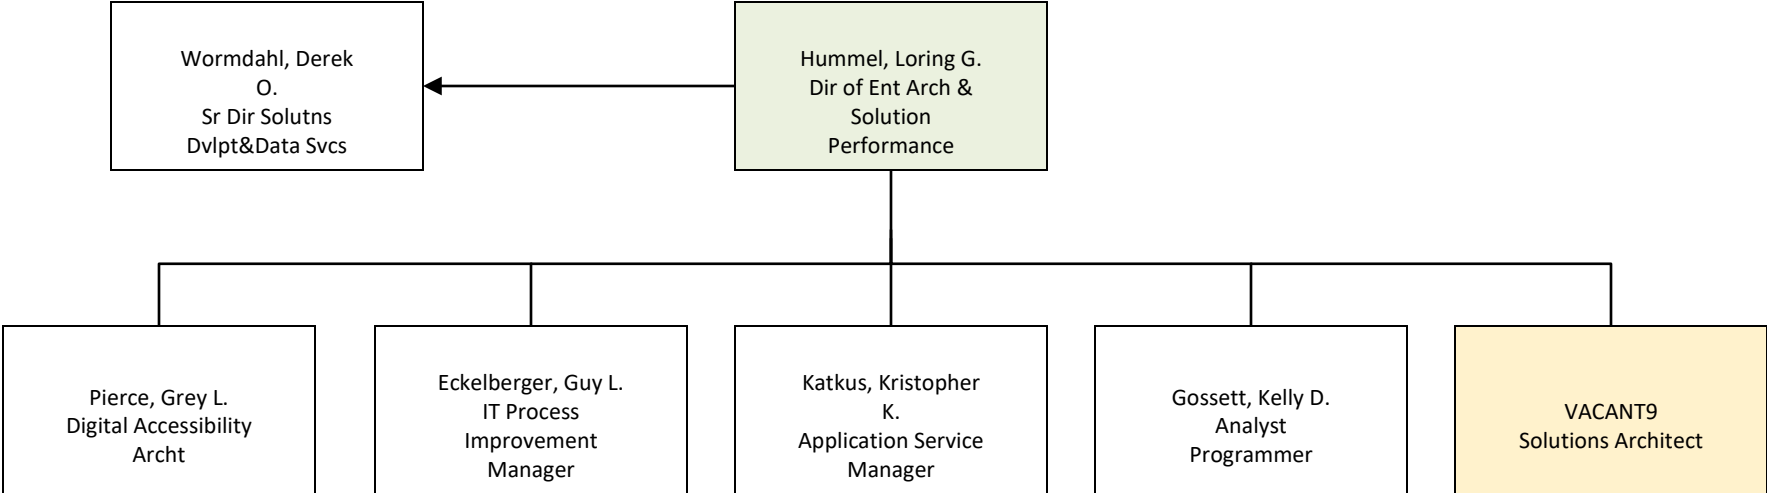 Wormdahl, Derek
O.
Sr Dir Solutns
Dvlpt&Data Svcs
Hummel, Loring G.
Dir of Ent Arch &
Solution
Performance
Pierce, Grey L.
Digital Accessibility
Archt
Eckelberger, Guy L.
IT Process
Improvement
Manager
Katkus, Kristopher
K.
Application Service
Manager
Gossett, Kelly D.
Analyst
Programmer
VACANT9
Solutions Architect